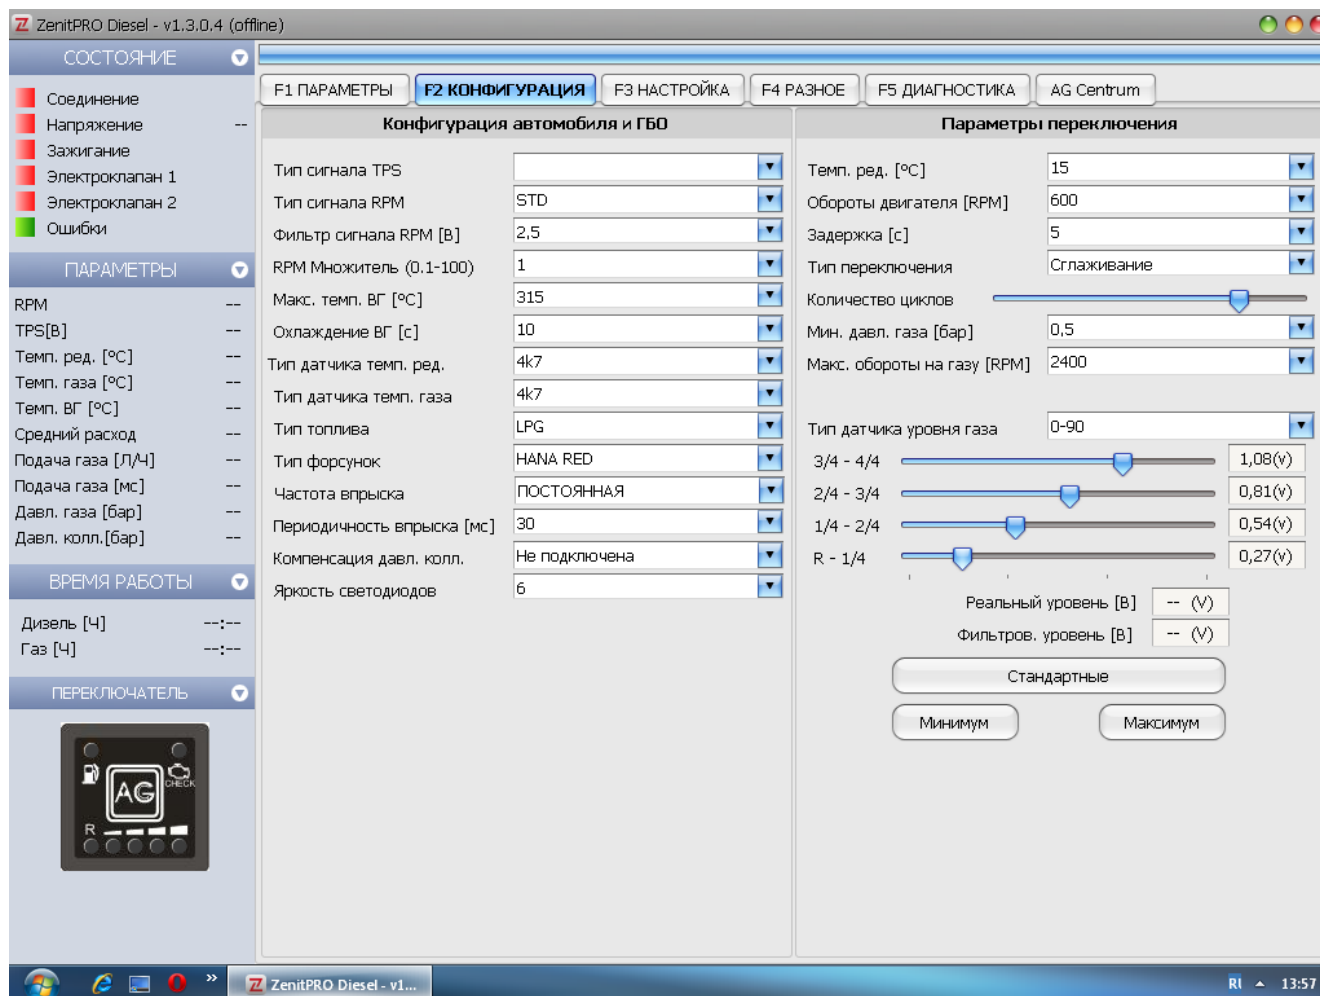 ZenitPRO Diesel - v1.3.0.4 (offline)
СОСТОЯНИЕ
Соединение
Напряжение --
Зажигание
Электроклапан 1
Электроклапан 2
Ошибки
ПАРАМЕТРЫ
RPM --
TPS[В] --
Темп. ред. [ºC] --
Темп. газа [ºC] --
Темп. ВГ [ºC] --
Средний расход --
Подача газа [Л/Ч] --
Подача газа [мс] --
Давл. газа [бар] --
Давл. колл.[бар] --
ВРЕМЯ РАБОТЫ
Дизель [Ч] --:--
Газ [Ч] --:--
ПЕРЕКЛЮЧАТЕЛЬ
CHECK
AG
R
F1 ПАРАМЕТРЫ F2 КОНФИГУРАЦИЯ F3 НАСТРОЙКА F4 РАЗНОЕ F5 ДИАГНОСТИКА AG Centrum
Конфигурация автомобиля и ГБО
Тип сигнала TPS
Тип сигнала RPM STD
Фильтр сигнала RPM [В] 2,5
RPM Множитель (0.1-100) 1
Макс. темп. ВГ [ºC] 315
Охлаждение ВГ [с] 10
Тип датчика темп. ред. 4k7
Тип датчика темп. газа 4k7
Тип топлива LPG
Тип форсунок HANA RED
Частота впрыска ПОСТОЯННАЯ
Периодичность впрыска [мс] 30
Компенсация давл. колл. Не подключена
Яркость светодиодов 6
Параметры переключения
Темп. ред. [ºC] 15
Обороты двигателя [RPM] 600
Задержка [с] 5
Тип переключения Сглаживание
Количество циклов
Мин. давл. газа [бар] 0,5
Макс. обороты на газу [RPM] 2400
Тип датчика уровня газа 0-90
3/4 - 4/4 1,08(v)
2/4 - 3/4 0,81(v)
1/4 - 2/4 0,54(v)
R - 1/4 0,27(v)
Реальный уровень [В] -- (V)
Фильтров. уровень [В] -- (V)
Стандартные
Минимум Максимум
» ZenitPRO Diesel - v1... 13:57